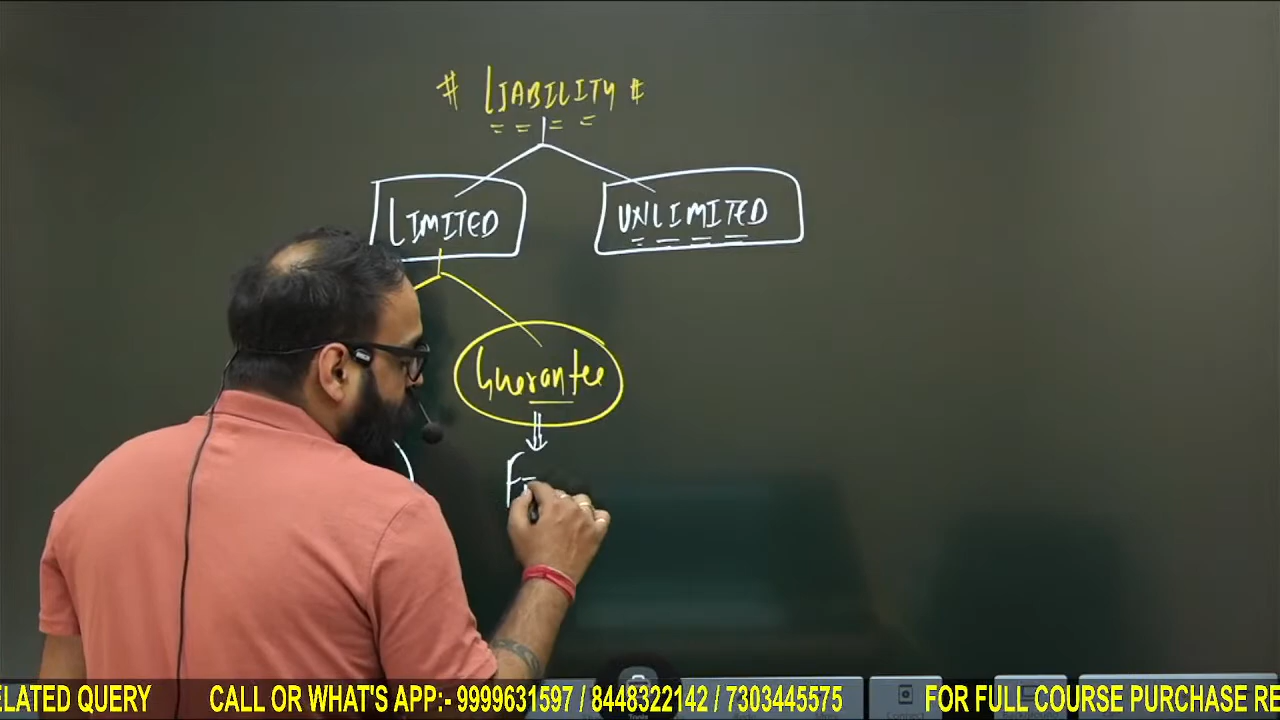 # LIABILITY #
LIMITED
UNLIMITED
Guarantee
F
ELATED QUERY CALL OR WHAT'S APP:- 9999631597 / 8448322142 / 7303445575 FOR FULL COURSE PURCHASE RE